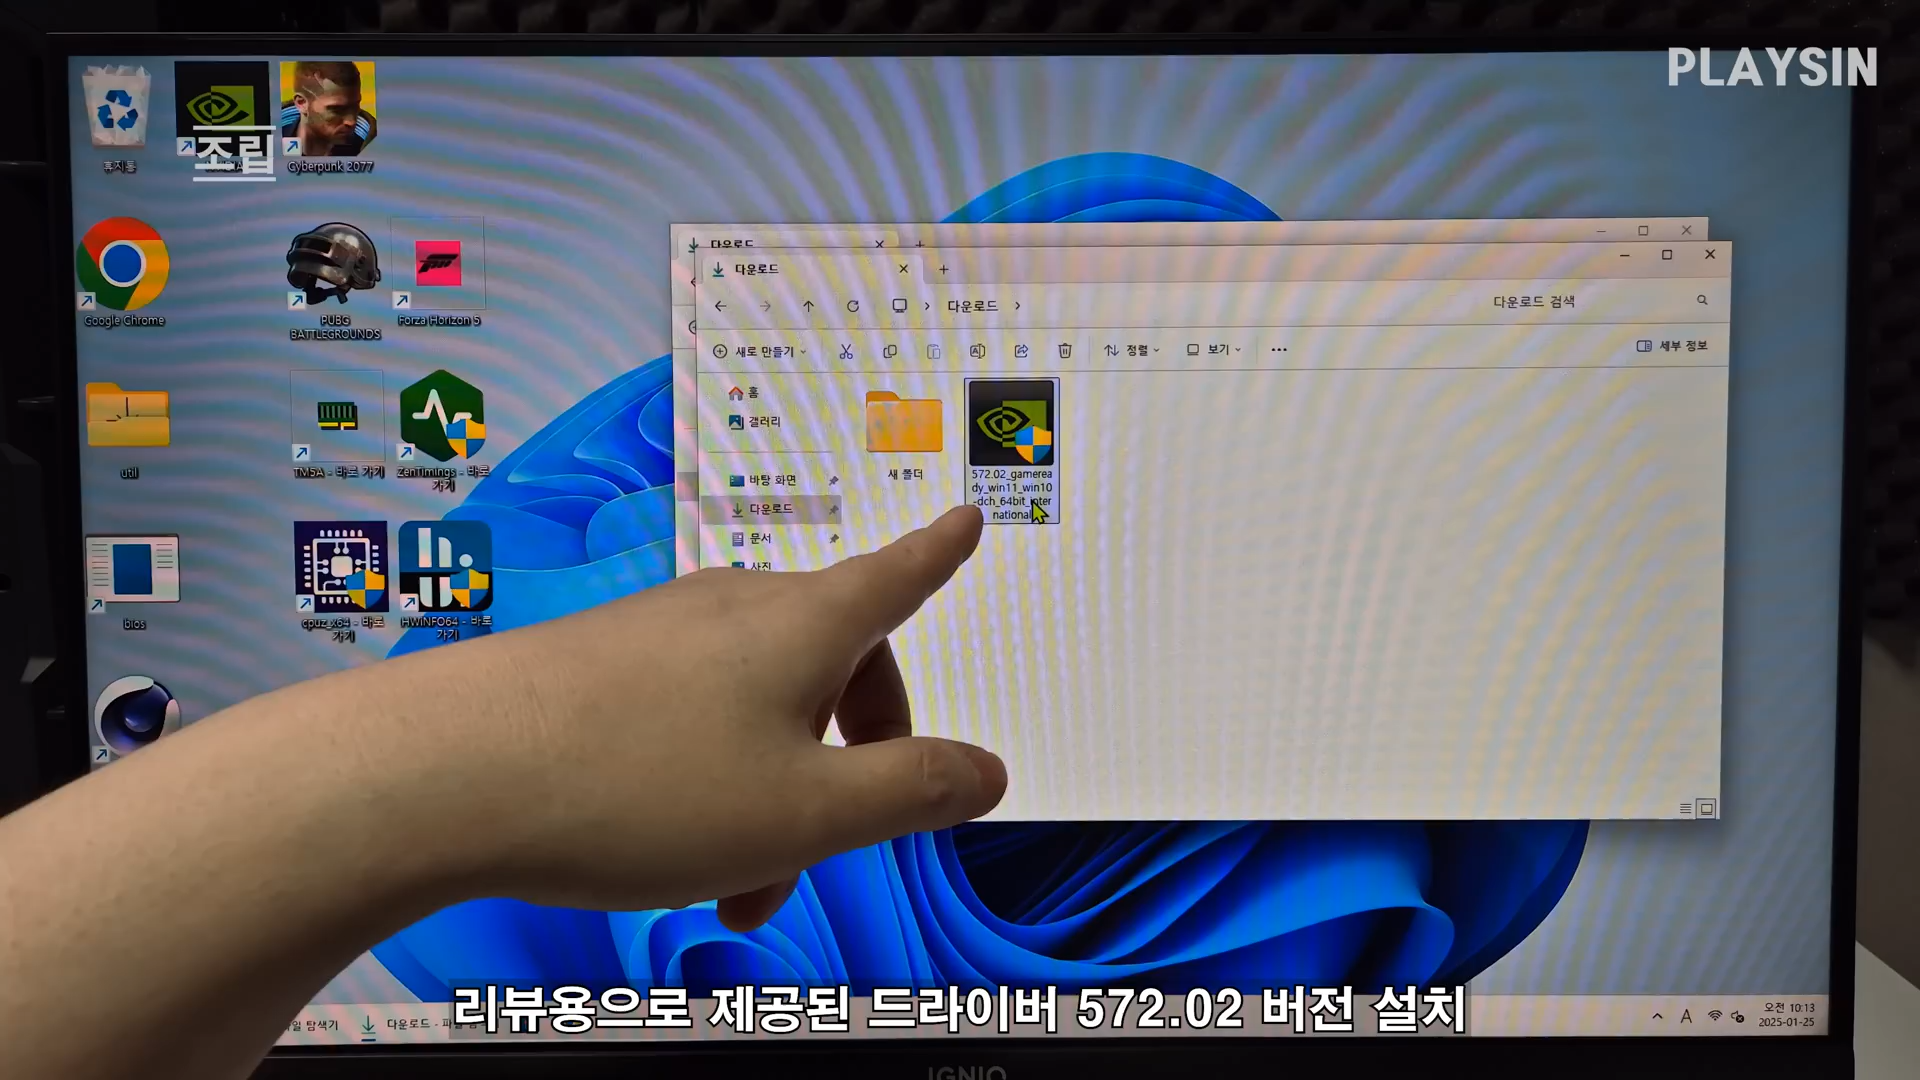 PLAYSIN
조립
휴지통
Cyberpunk 2077
Google Chrome
PUBG
BATTLEGROUNDS
Forza Horizon 5
util
TM5A - 바로 가기
ZenTimings - 바로
가기
bios
cpuz_x64 - 바로
가기
HWiNFO64 - 바로
가기
다운로드
다운로드
다운로드
다운로드 검색
새로 만들기
정렬
보기
세부 정보
홈
갤러리
바탕 화면
다운로드
문서
사진
새 폴더
572.02_gamerea
dy_win11_win10
-dch_64bit_inter
national
리뷰용으로 제공된 드라이버 572.02 버전 설치
탐색기
다운로드 -
A
오전 10:13
2025-01-25